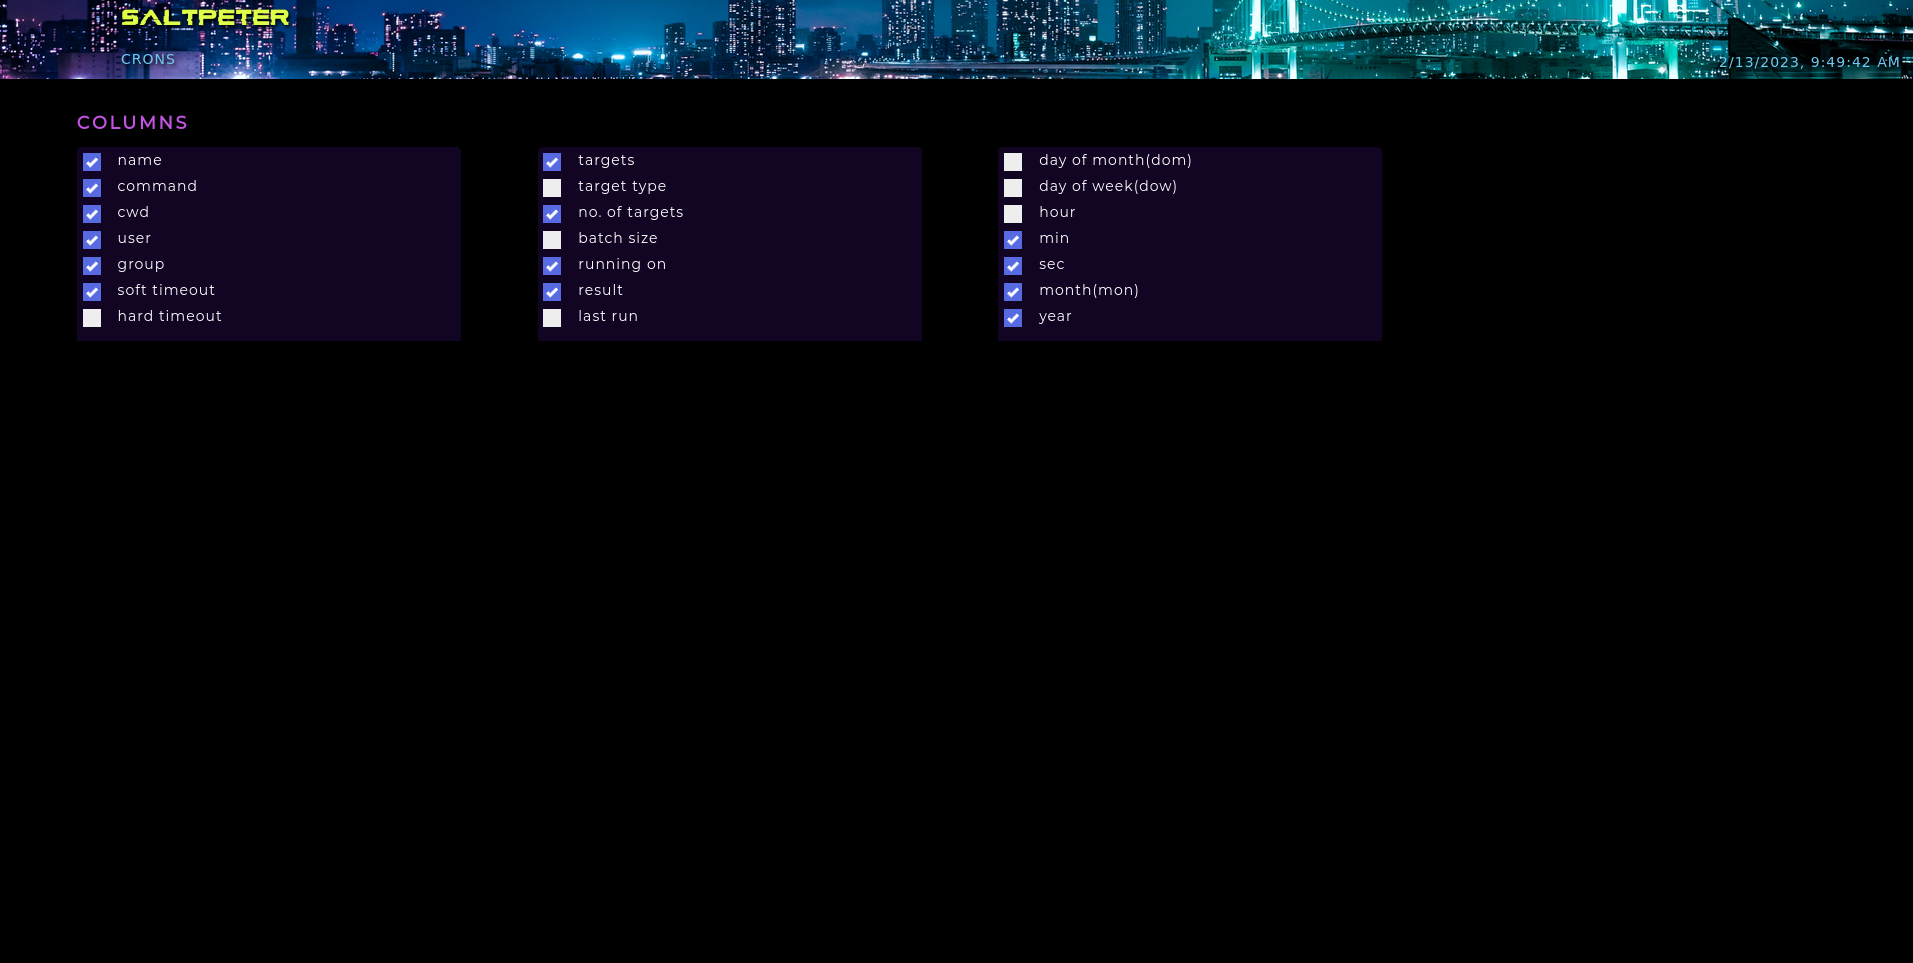 SALTPETER
CRONS
2/13/2023, 9:49:42 AM
COLUMNS
name
command
cwd
user
group
soft timeout
hard timeout
targets
target type
no. of targets
batch size
running on
result
last run
day of month(dom)
day of week(dow)
hour
min
sec
month(mon)
year